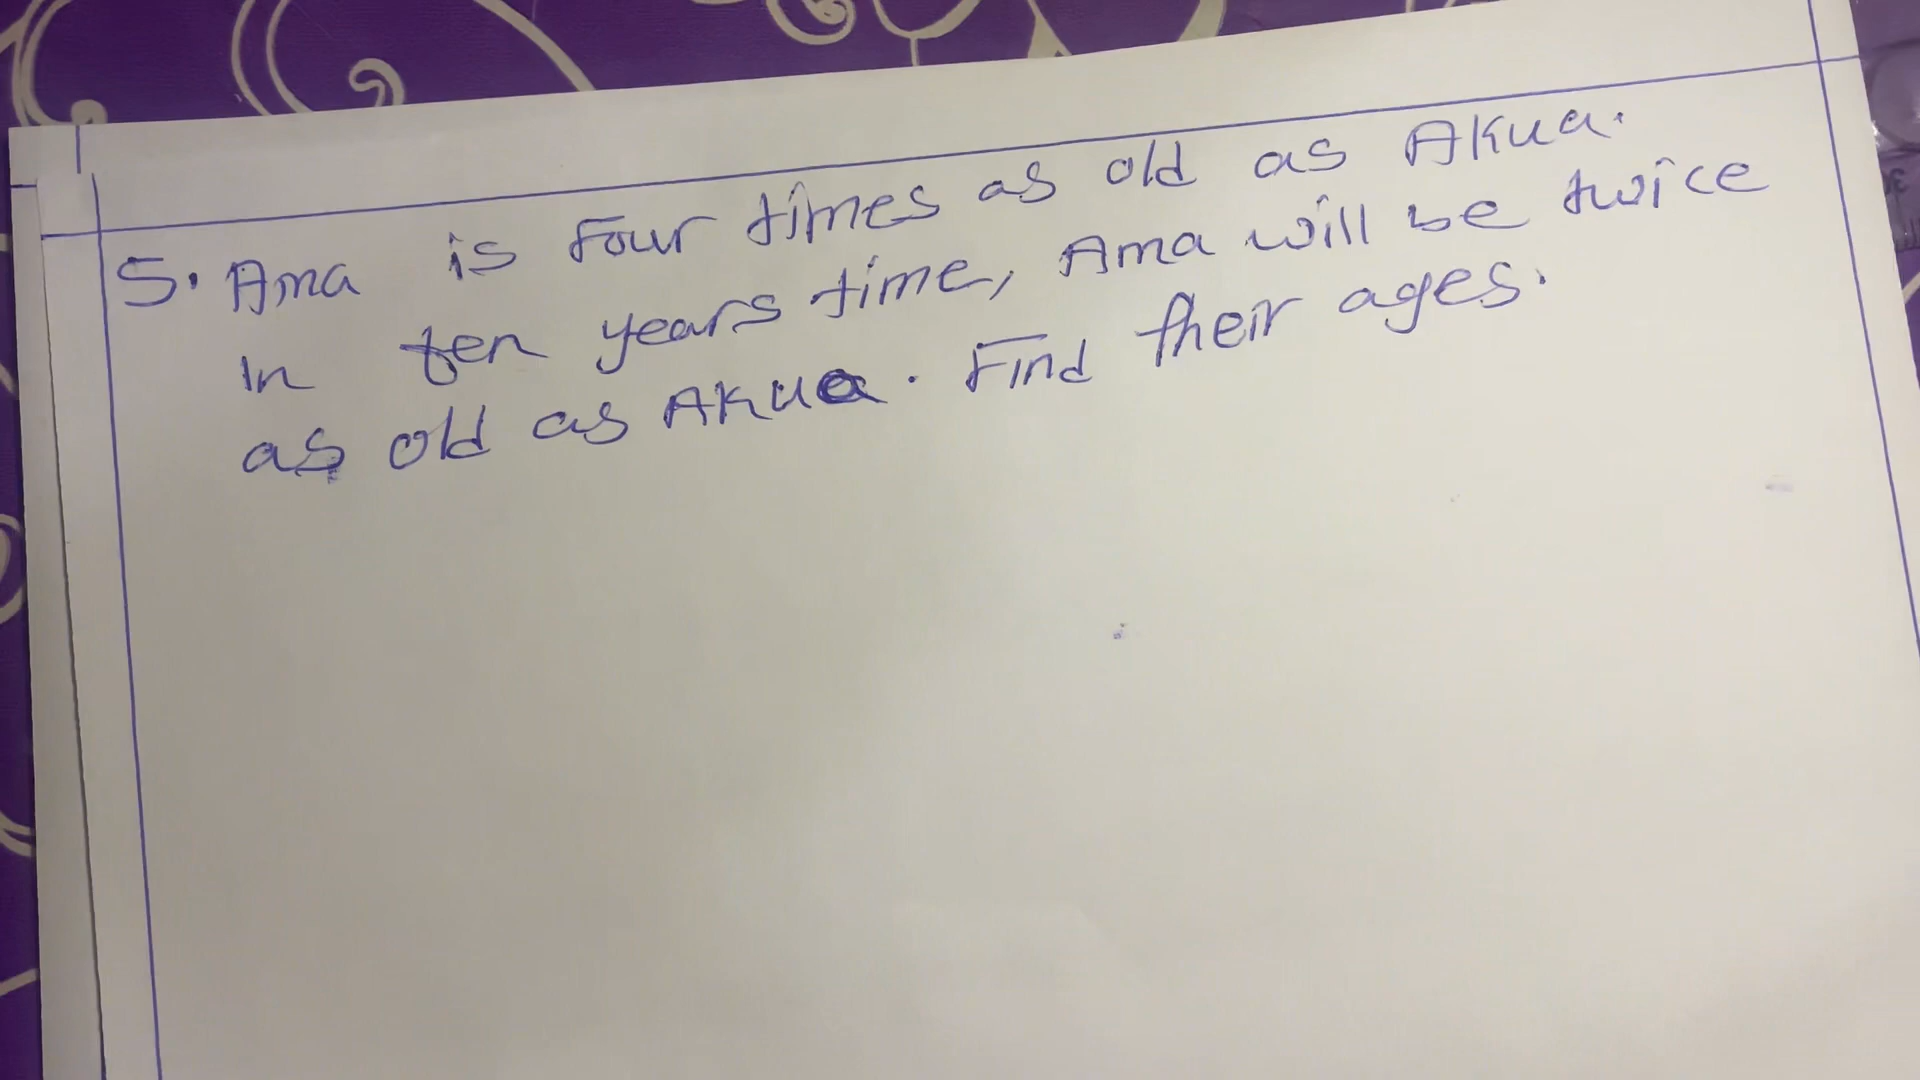 5. Ama is four times as old as Akua.
In ten years time, Ama will be twice
as old as Akua. Find their ages.